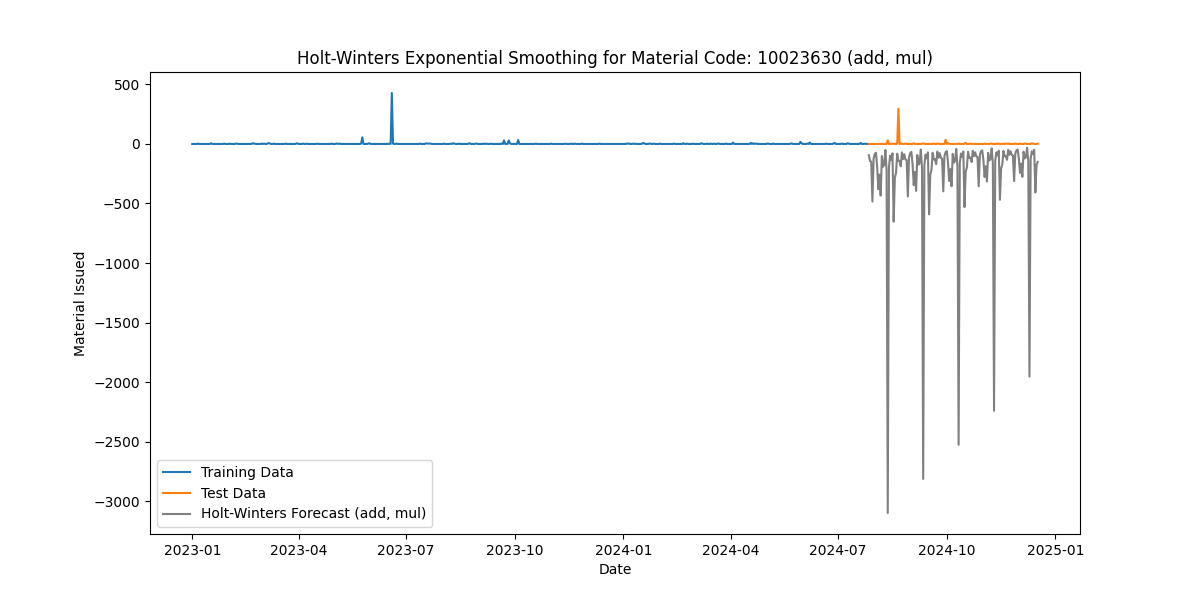 Holt-Winters Exponential Smoothing for Material Code: 10023630 (add, mul)
500
0
−500
−1000
−1500
−2000
−2500
−3000
Material Issued
Training Data
Test Data
Holt-Winters Forecast (add, mul)
2023-01 2023-04 2023-07 2023-10 2024-01 2024-04 2024-07 2024-10 2025-01
Date